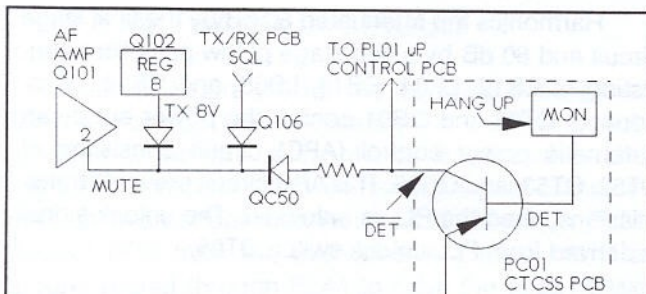 AF
AMP
Q101
2
Q102
REG
8
TX 8V
TX/RX PCB
SQL
TO PL01 uP
CONTROL PCB
HANG UP
MON
Q106
MUTE
QC50
DET
DET
PC01
CTCSS PCB